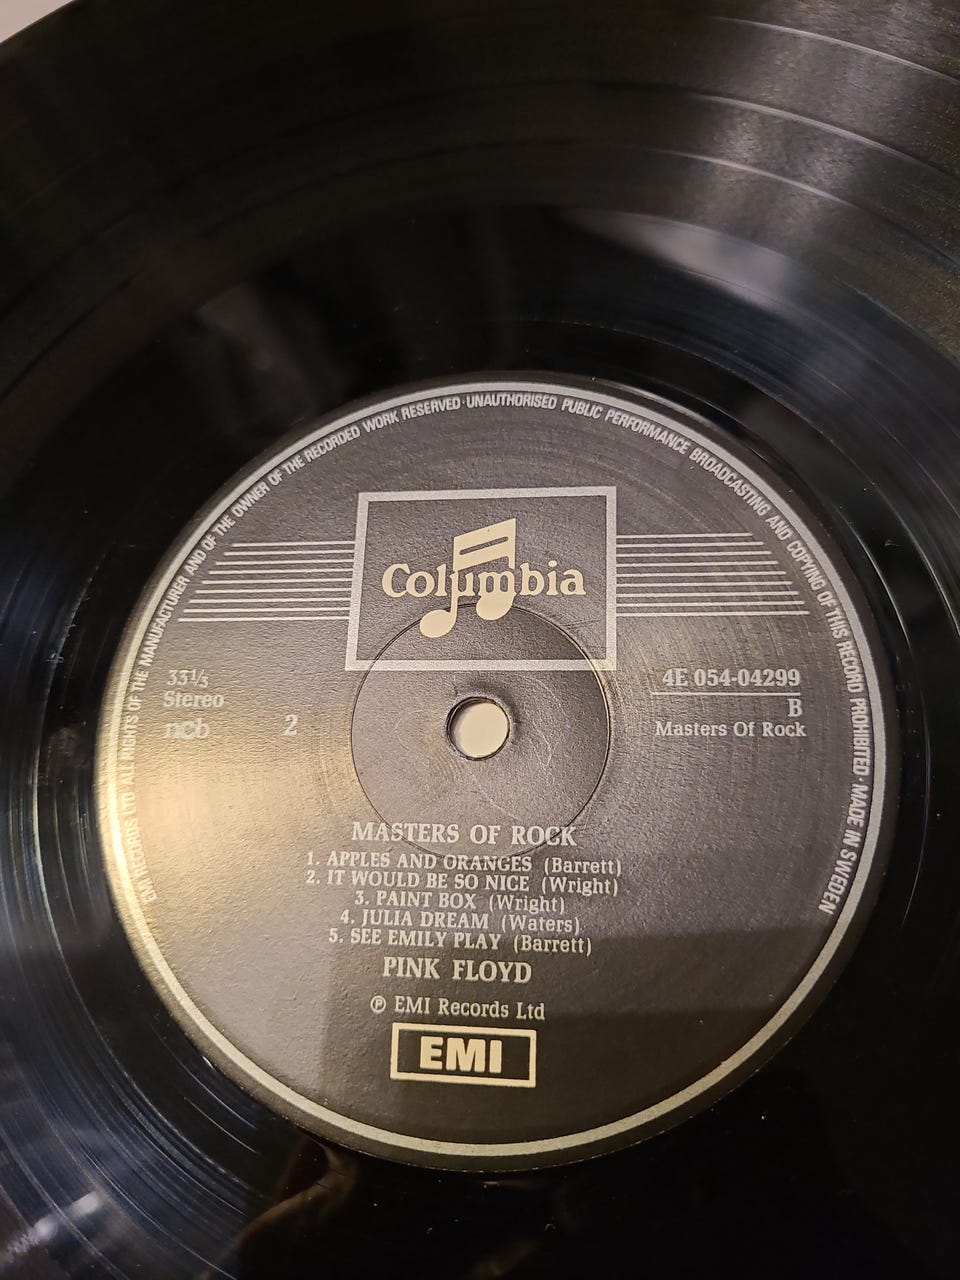 EMI RECORDS LTD · ALL RIGHTS OF THE MANUFACTURER AND OF THE OWNER OF THE RECORDED WORK RESERVED · UNAUTHORISED PUBLIC PERFORMANCE BROADCASTING AND COPYING OF THIS RECORD PROHIBITED · MADE IN SWEDEN
Columbia
33⅓
Stereo
ncb
2
4E 054-04299
B
Masters Of Rock
MASTERS OF ROCK
1. APPLES AND ORANGES (Barrett)
2. IT WOULD BE SO NICE (Wright)
3. PAINT BOX (Wright)
4. JULIA DREAM (Waters)
5. SEE EMILY PLAY (Barrett)
PINK FLOYD
℗ EMI Records Ltd
EMI